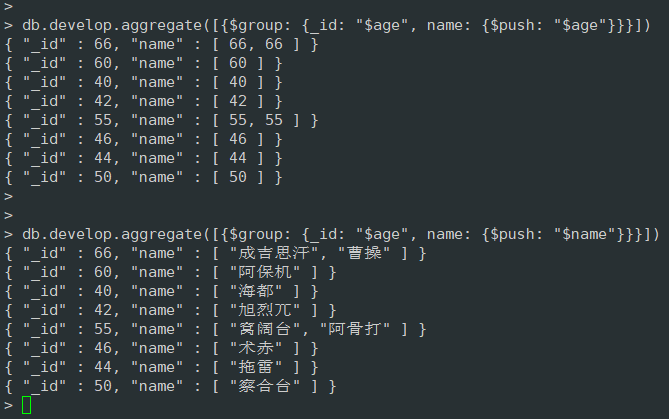 >
> db.develop.aggregate([{$group: {_id: "$age", name: {$push: "$age"}}}])
{ "_id" : 66, "name" : [ 66, 66 ] }
{ "_id" : 60, "name" : [ 60 ] }
{ "_id" : 40, "name" : [ 40 ] }
{ "_id" : 42, "name" : [ 42 ] }
{ "_id" : 55, "name" : [ 55, 55 ] }
{ "_id" : 46, "name" : [ 46 ] }
{ "_id" : 44, "name" : [ 44 ] }
{ "_id" : 50, "name" : [ 50 ] }
>
>
> db.develop.aggregate([{$group: {_id: "$age", name: {$push: "$name"}}}])
{ "_id" : 66, "name" : [ "成吉思汗", "曹操" ] }
{ "_id" : 60, "name" : [ "阿保机" ] }
{ "_id" : 40, "name" : [ "海都" ] }
{ "_id" : 42, "name" : [ "旭烈兀" ] }
{ "_id" : 55, "name" : [ "窝阔台", "阿骨打" ] }
{ "_id" : 46, "name" : [ "术赤" ] }
{ "_id" : 44, "name" : [ "拖雷" ] }
{ "_id" : 50, "name" : [ "察合台" ] }
>